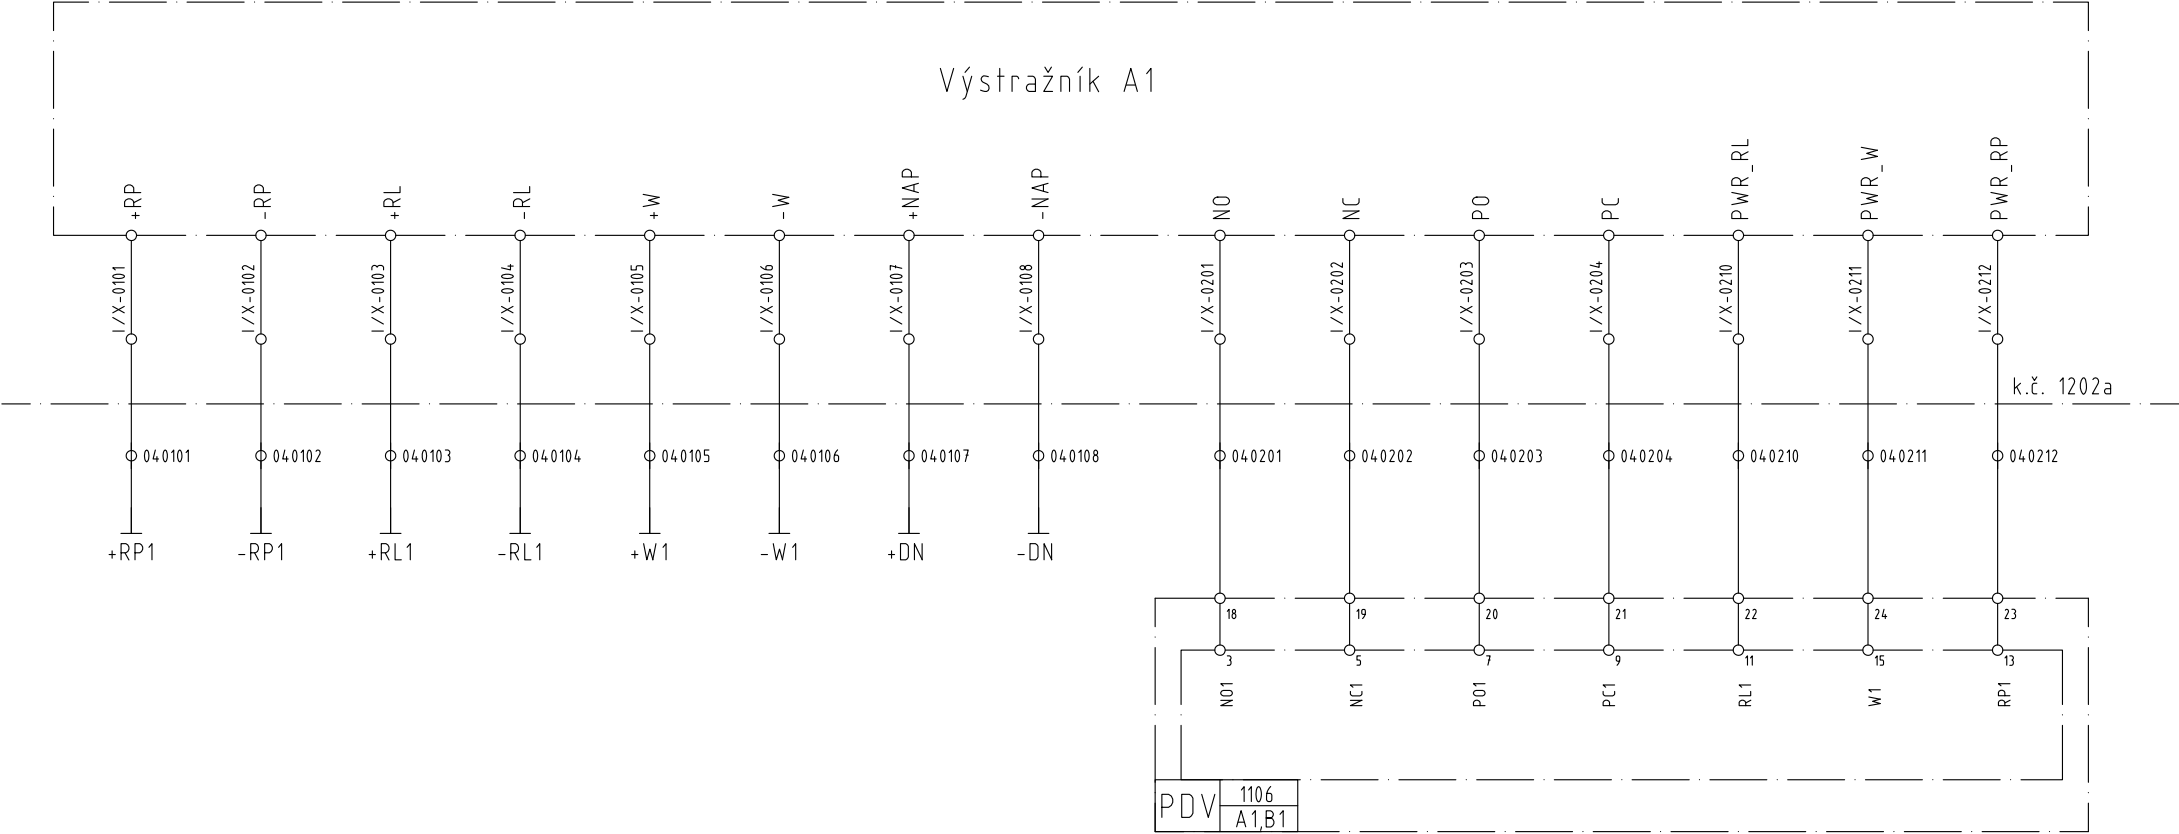 Výstražník A1
+RP -RP +RL -RL +W -W +NAP -NAP NO NC PO PC PWR_RL PWR_W PWR_RP
I/X-0101 I/X-0102 I/X-0103 I/X-0104 I/X-0105 I/X-0106 I/X-0107 I/X-0108 I/X-0201 I/X-0202 I/X-0203 I/X-0204 I/X-0210 I/X-0211 I/X-0212
k.č. 1202a
040101 040102 040103 040104 040105 040106 040107 040108 040201 040202 040203 040204 040210 040211 040212
+RP1 -RP1 +RL1 -RL1 +W1 -W1 +DN -DN
18 19 20 21 22 24 23
3 5 7 9 11 15 13
NO1 NC1 PO1 PC1 RL1 W1 RP1
PDV 1106
A1,B1